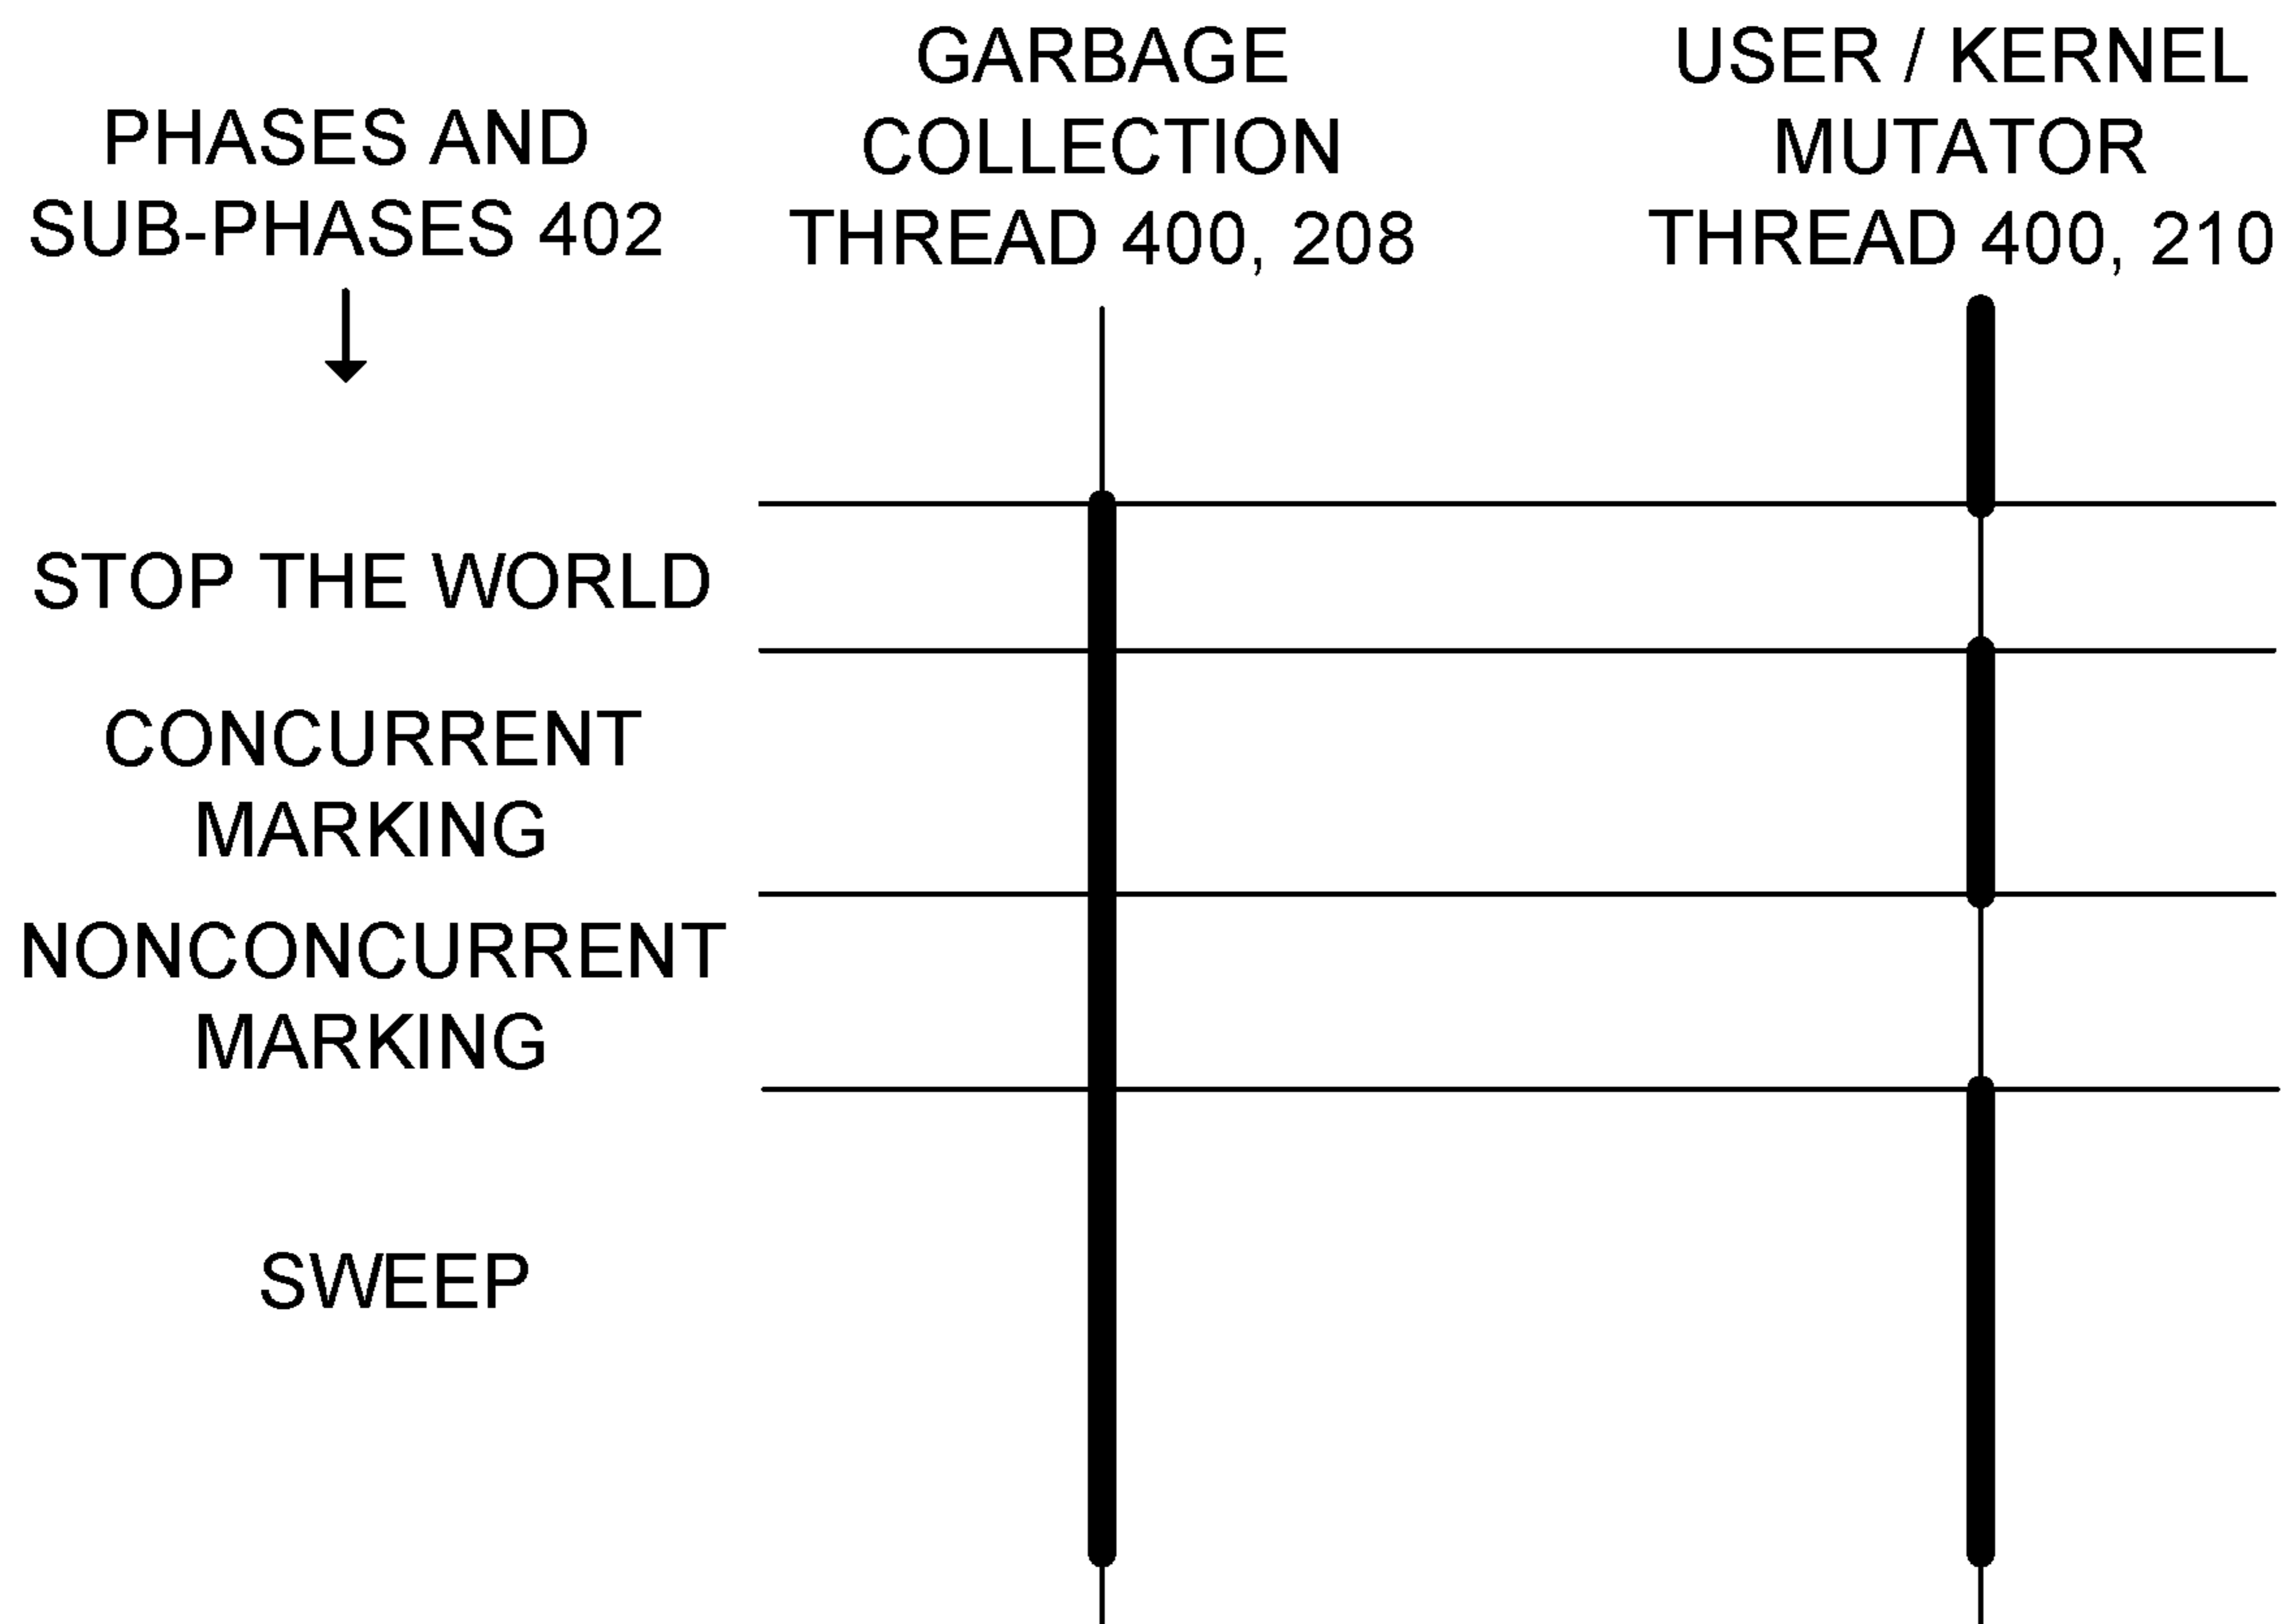 PHASES AND
SUB-PHASES 402
GARBAGE
COLLECTION
THREAD 400, 208
USER / KERNEL
MUTATOR
THREAD 400, 210
STOP THE WORLD
CONCURRENT
MARKING
NONCONCURRENT
MARKING
SWEEP